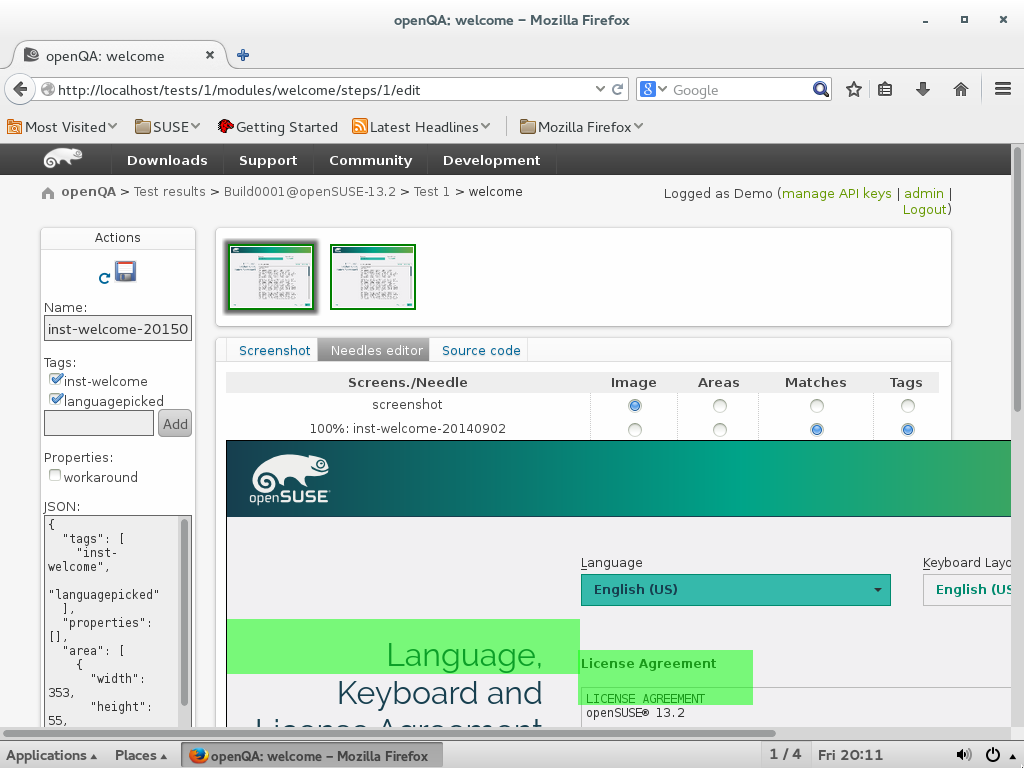 openQA: welcome – Mozilla Firefox
openQA: welcome
http://localhost/tests/1/modules/welcome/steps/1/edit
Google
Most Visited SUSE Getting Started Latest Headlines Mozilla Firefox
Downloads Support Community Development
openQA > Test results > Build0001@openSUSE-13.2 > Test 1 > welcome
Logged as Demo (manage API keys | admin |
Logout)
Actions
Name:
inst-welcome-20150
Tags:
inst-welcome
languagepicked
Add
Properties:
workaround
JSON:
{
"tags": [
"inst-
welcome",
"languagepicked"
],
"properties":
[],
"area": [
{
"width":
353,
"height":
55,
Screenshot Needles editor Source code
Screens./Needle Image Areas Matches Tags
screenshot
100%: inst-welcome-20140902
openSUSE
Language
Keyboard Layo
English (US)
English (US
Language,
Keyboard and
License Agreement
License Agreement
LICENSE AGREEMENT
openSUSE® 13.2
Applications Places openQA: welcome – Mozilla Firefox 1 / 4 Fri 20:11